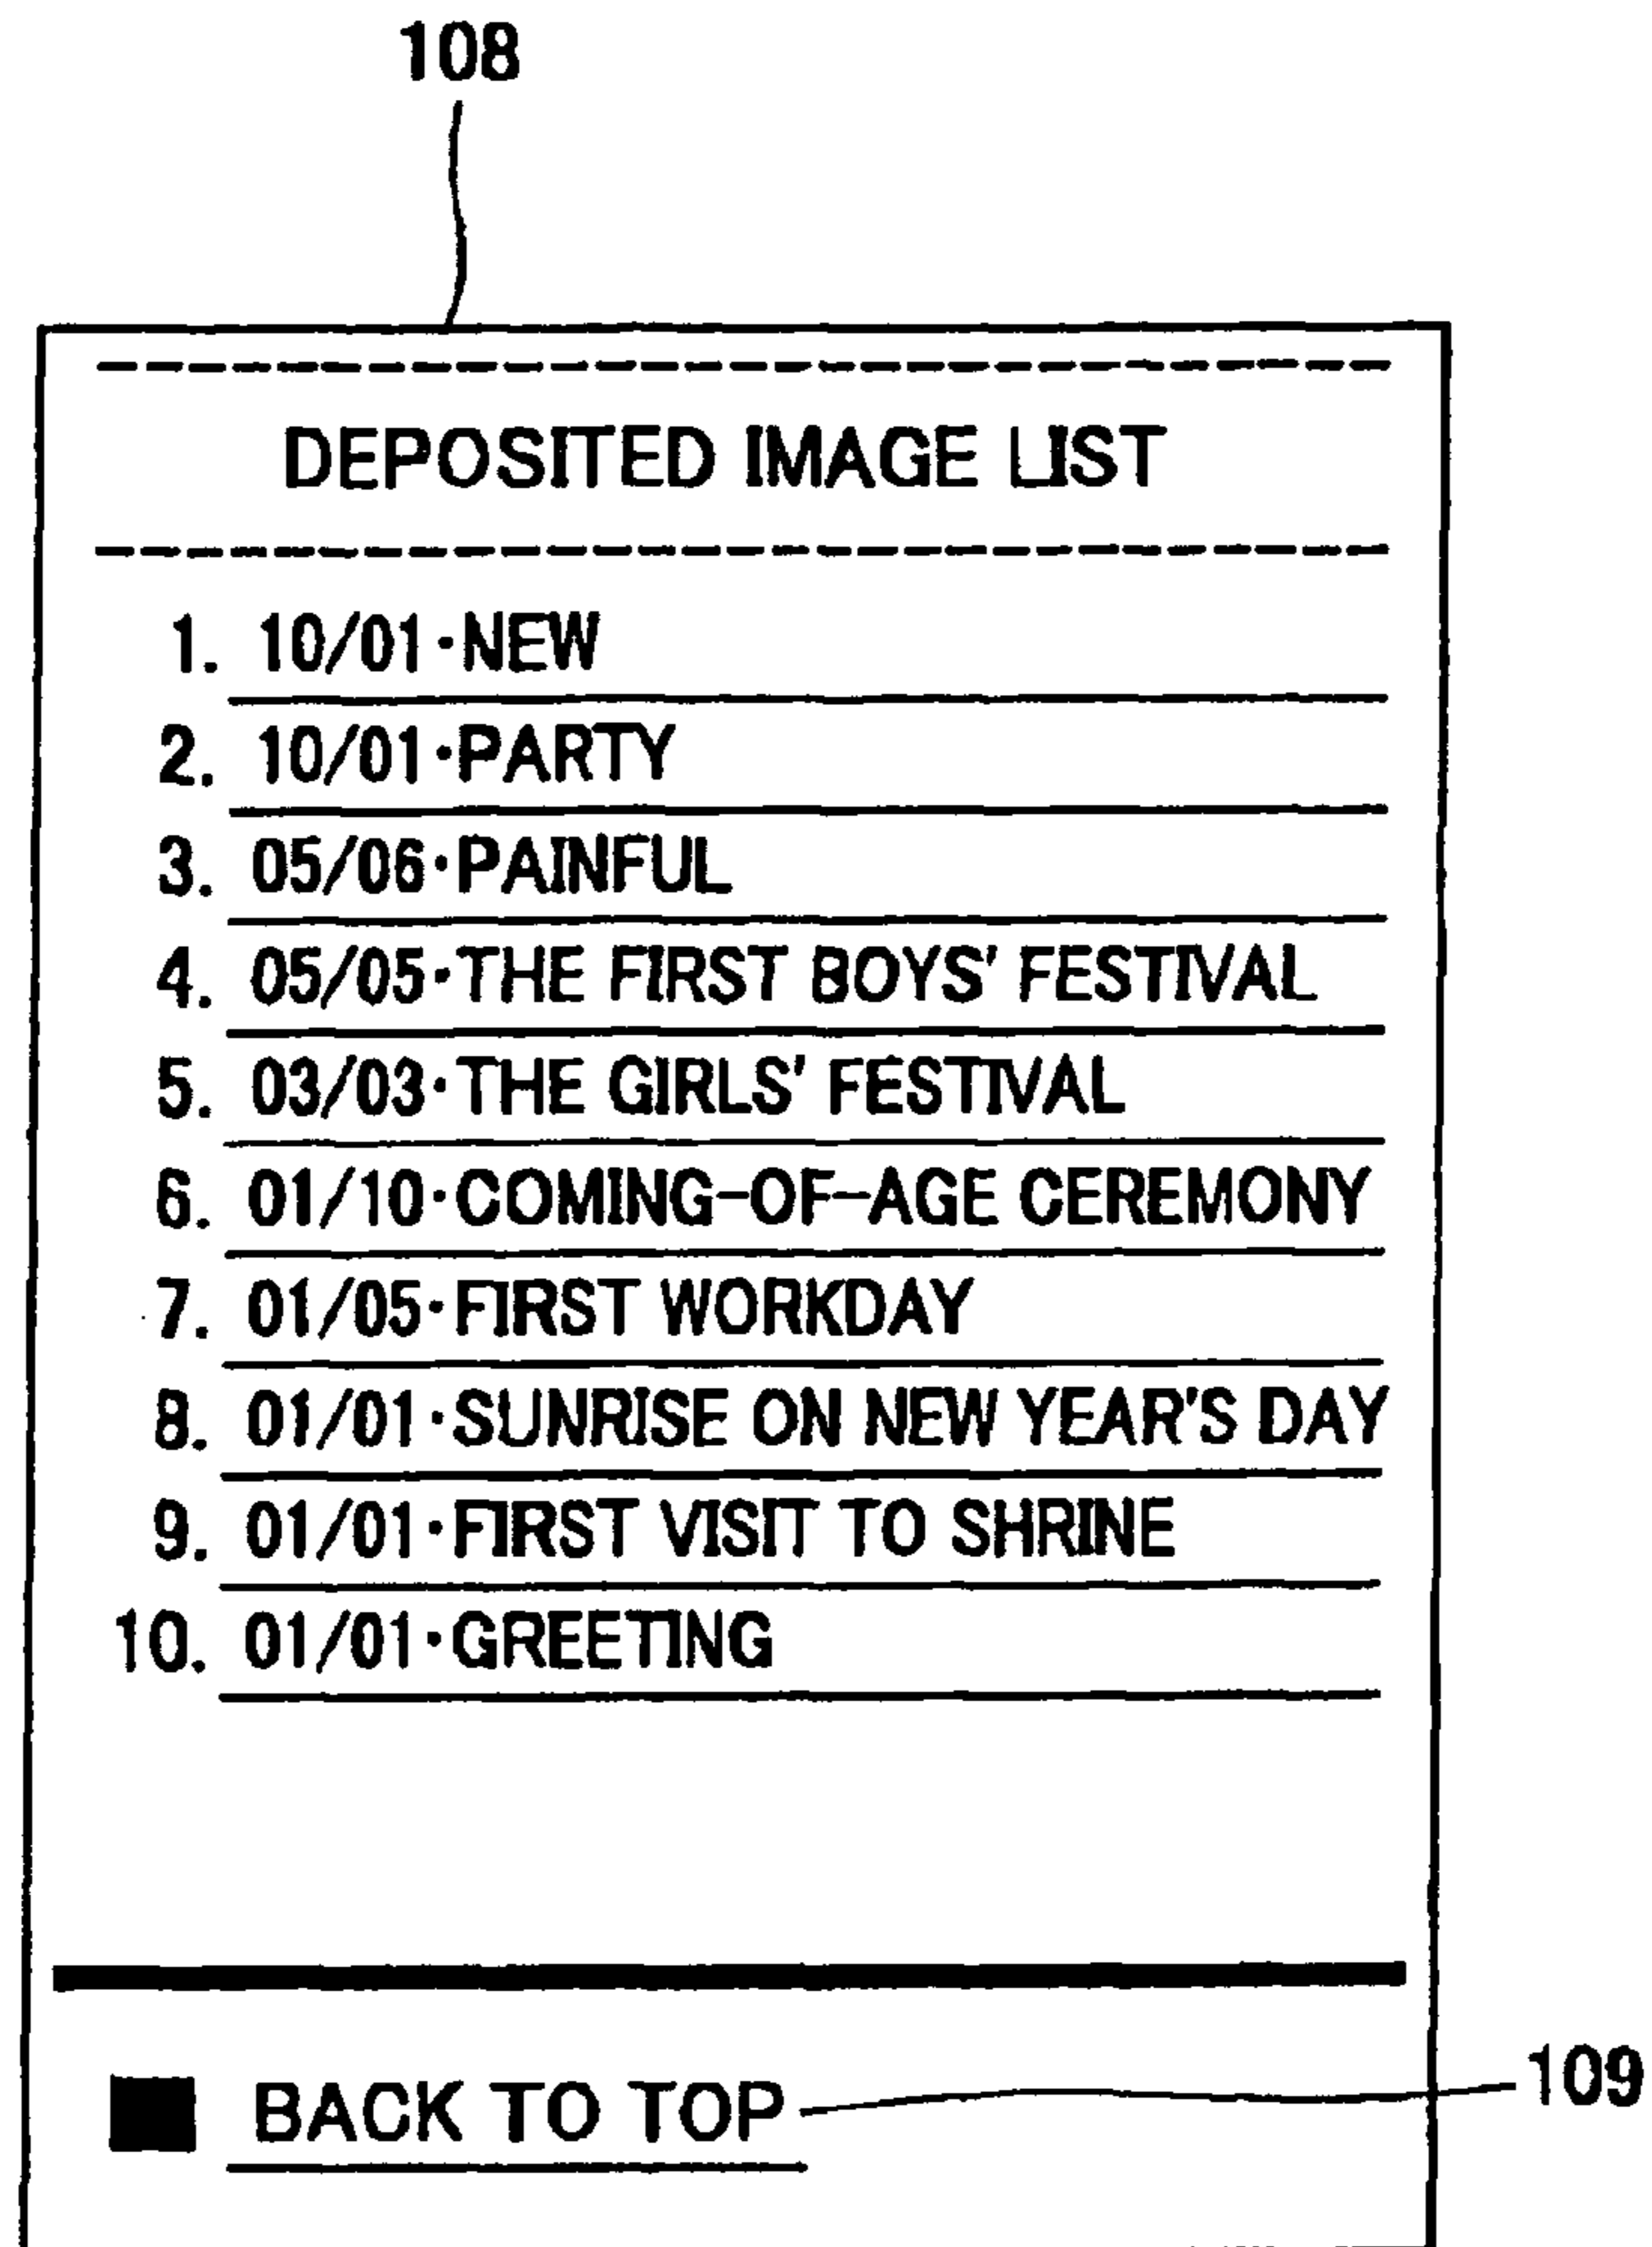 108
DEPOSITED IMAGE LIST
1. 10/01·NEW
2. 10/01·PARTY
3. 05/06·PAINFUL
4. 05/05·THE FIRST BOYS' FESTIVAL
5. 03/03·THE GIRLS' FESTIVAL
6. 01/10·COMING-OF-AGE CEREMONY
7. 01/05·FIRST WORKDAY
8. 01/01·SUNRISE ON NEW YEAR'S DAY
9. 01/01·FIRST VISIT TO SHRINE
10. 01/01·GREETING
■ BACK TO TOP 109